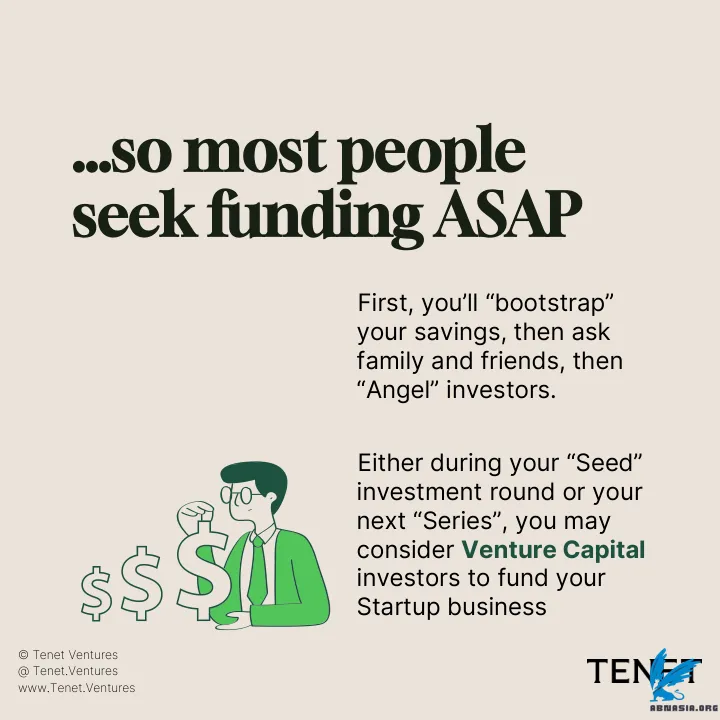 ...so most people
seek funding ASAP
First, you’ll “bootstrap”
your savings, then ask
family and friends, then
“Angel” investors.
Either during your “Seed”
investment round or your
next “Series”, you may
consider Venture Capital
investors to fund your
Startup business
© Tenet Ventures
@ Tenet.Ventures
www.Tenet.Ventures
TENET
ABNASIA.ORG